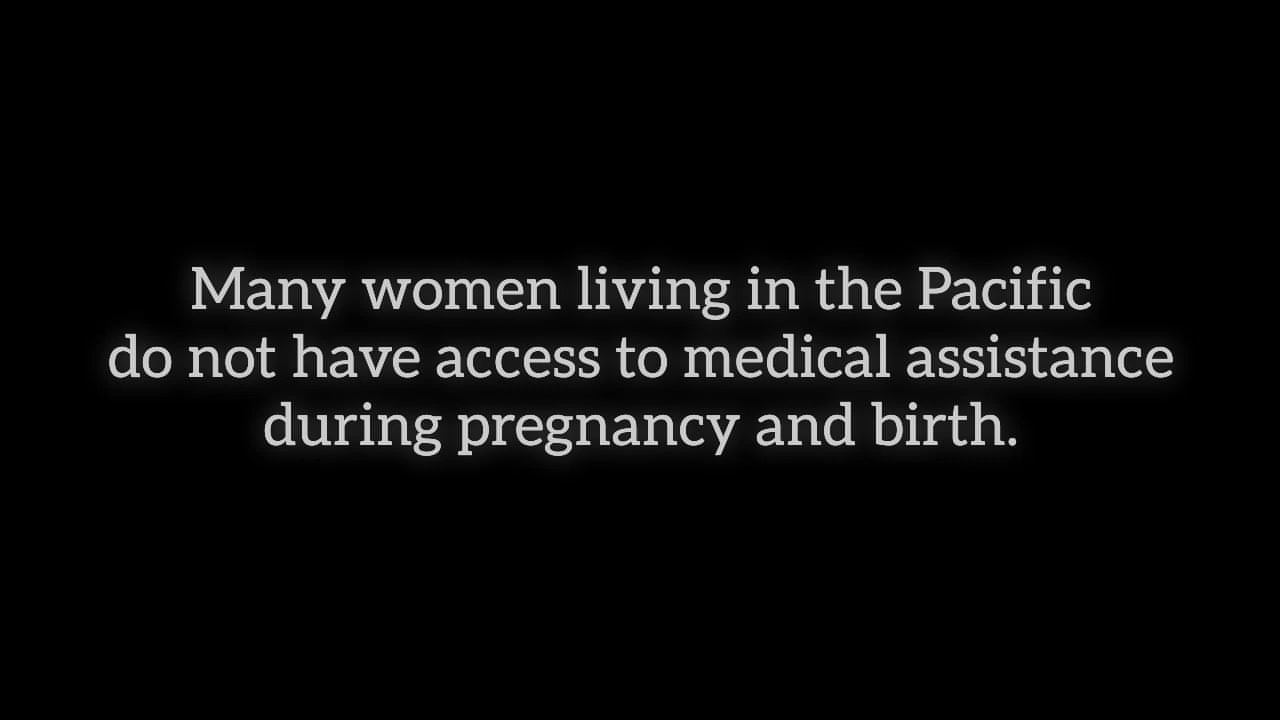 Many women living in the Pacific
do not have access to medical assistance
during pregnancy and birth.